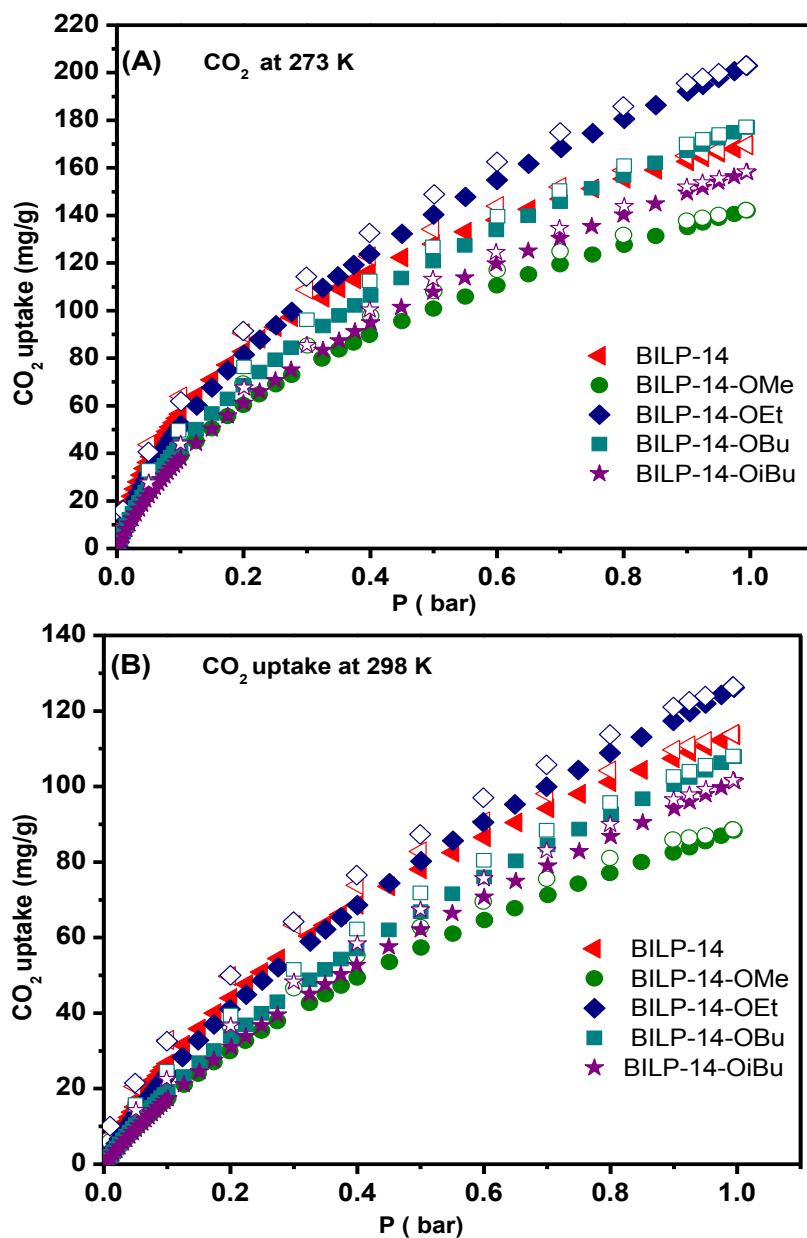 (A) CO₂ at 273 K
220
200
180
160
140
120
100
80
60
40
20
0
CO₂ uptake (mg/g)
BILP-14
BILP-14-OMe
BILP-14-OEt
BILP-14-OBu
BILP-14-OiBu
0.0 0.2 0.4 0.6 0.8 1.0
P ( bar)
(B) CO₂ uptake at 298 K
140
120
100
80
60
40
20
0
CO₂ uptake (mg/g)
BILP-14
BILP-14-OMe
BILP-14-OEt
BILP-14-OBu
BILP-14-OiBu
0.0 0.2 0.4 0.6 0.8 1.0
P ( bar)